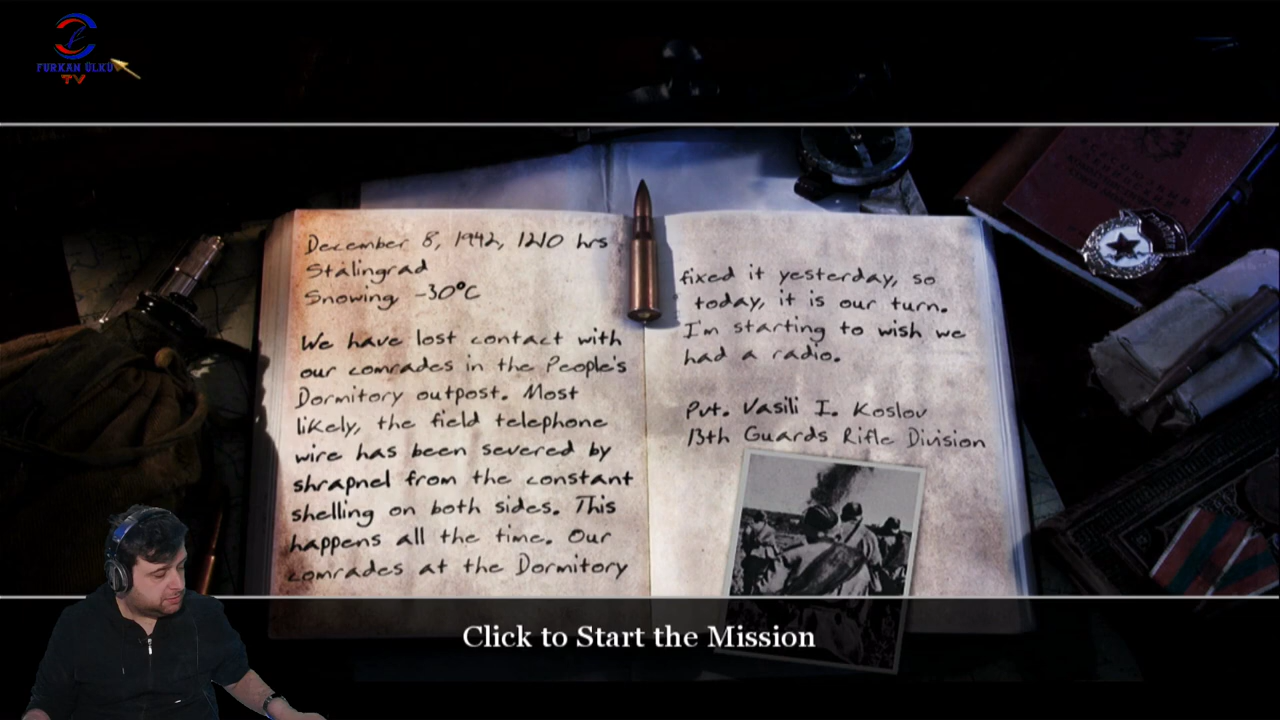 FURKAN ÜLKÜ
TV
December 8, 1942, 1210 hrs
Stalingrad
Snowing -30°C
We have lost contact with
our comrades in the People's
Dormitory outpost. Most
likely, the field telephone
wire has been severed by
shrapnel from the constant
shelling on both sides. This
happens all the time. Our
comrades at the Dormitory
fixed it yesterday, so
today, it is our turn.
I'm starting to wish we
had a radio.
Pvt. Vasili I. Koslov
13th Guards Rifle Division
Click to Start the Mission